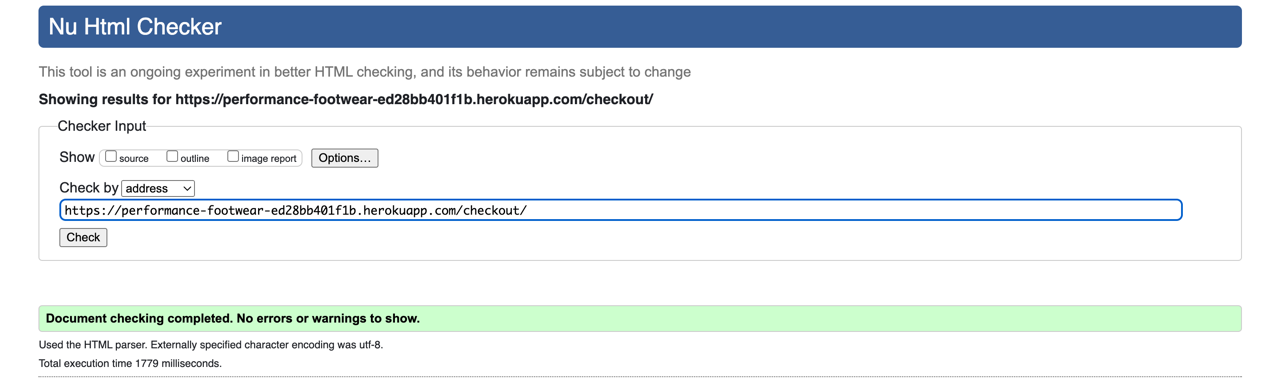 Nu Html Checker
This tool is an ongoing experiment in better HTML checking, and its behavior remains subject to change
Showing results for https://performance-footwear-ed28bb401f1b.herokuapp.com/checkout/
Checker Input
Show source outline image report Options...
Check by address
https://performance-footwear-ed28bb401f1b.herokuapp.com/checkout/
Check
Document checking completed. No errors or warnings to show.
Used the HTML parser. Externally specified character encoding was utf-8.
Total execution time 1779 milliseconds.